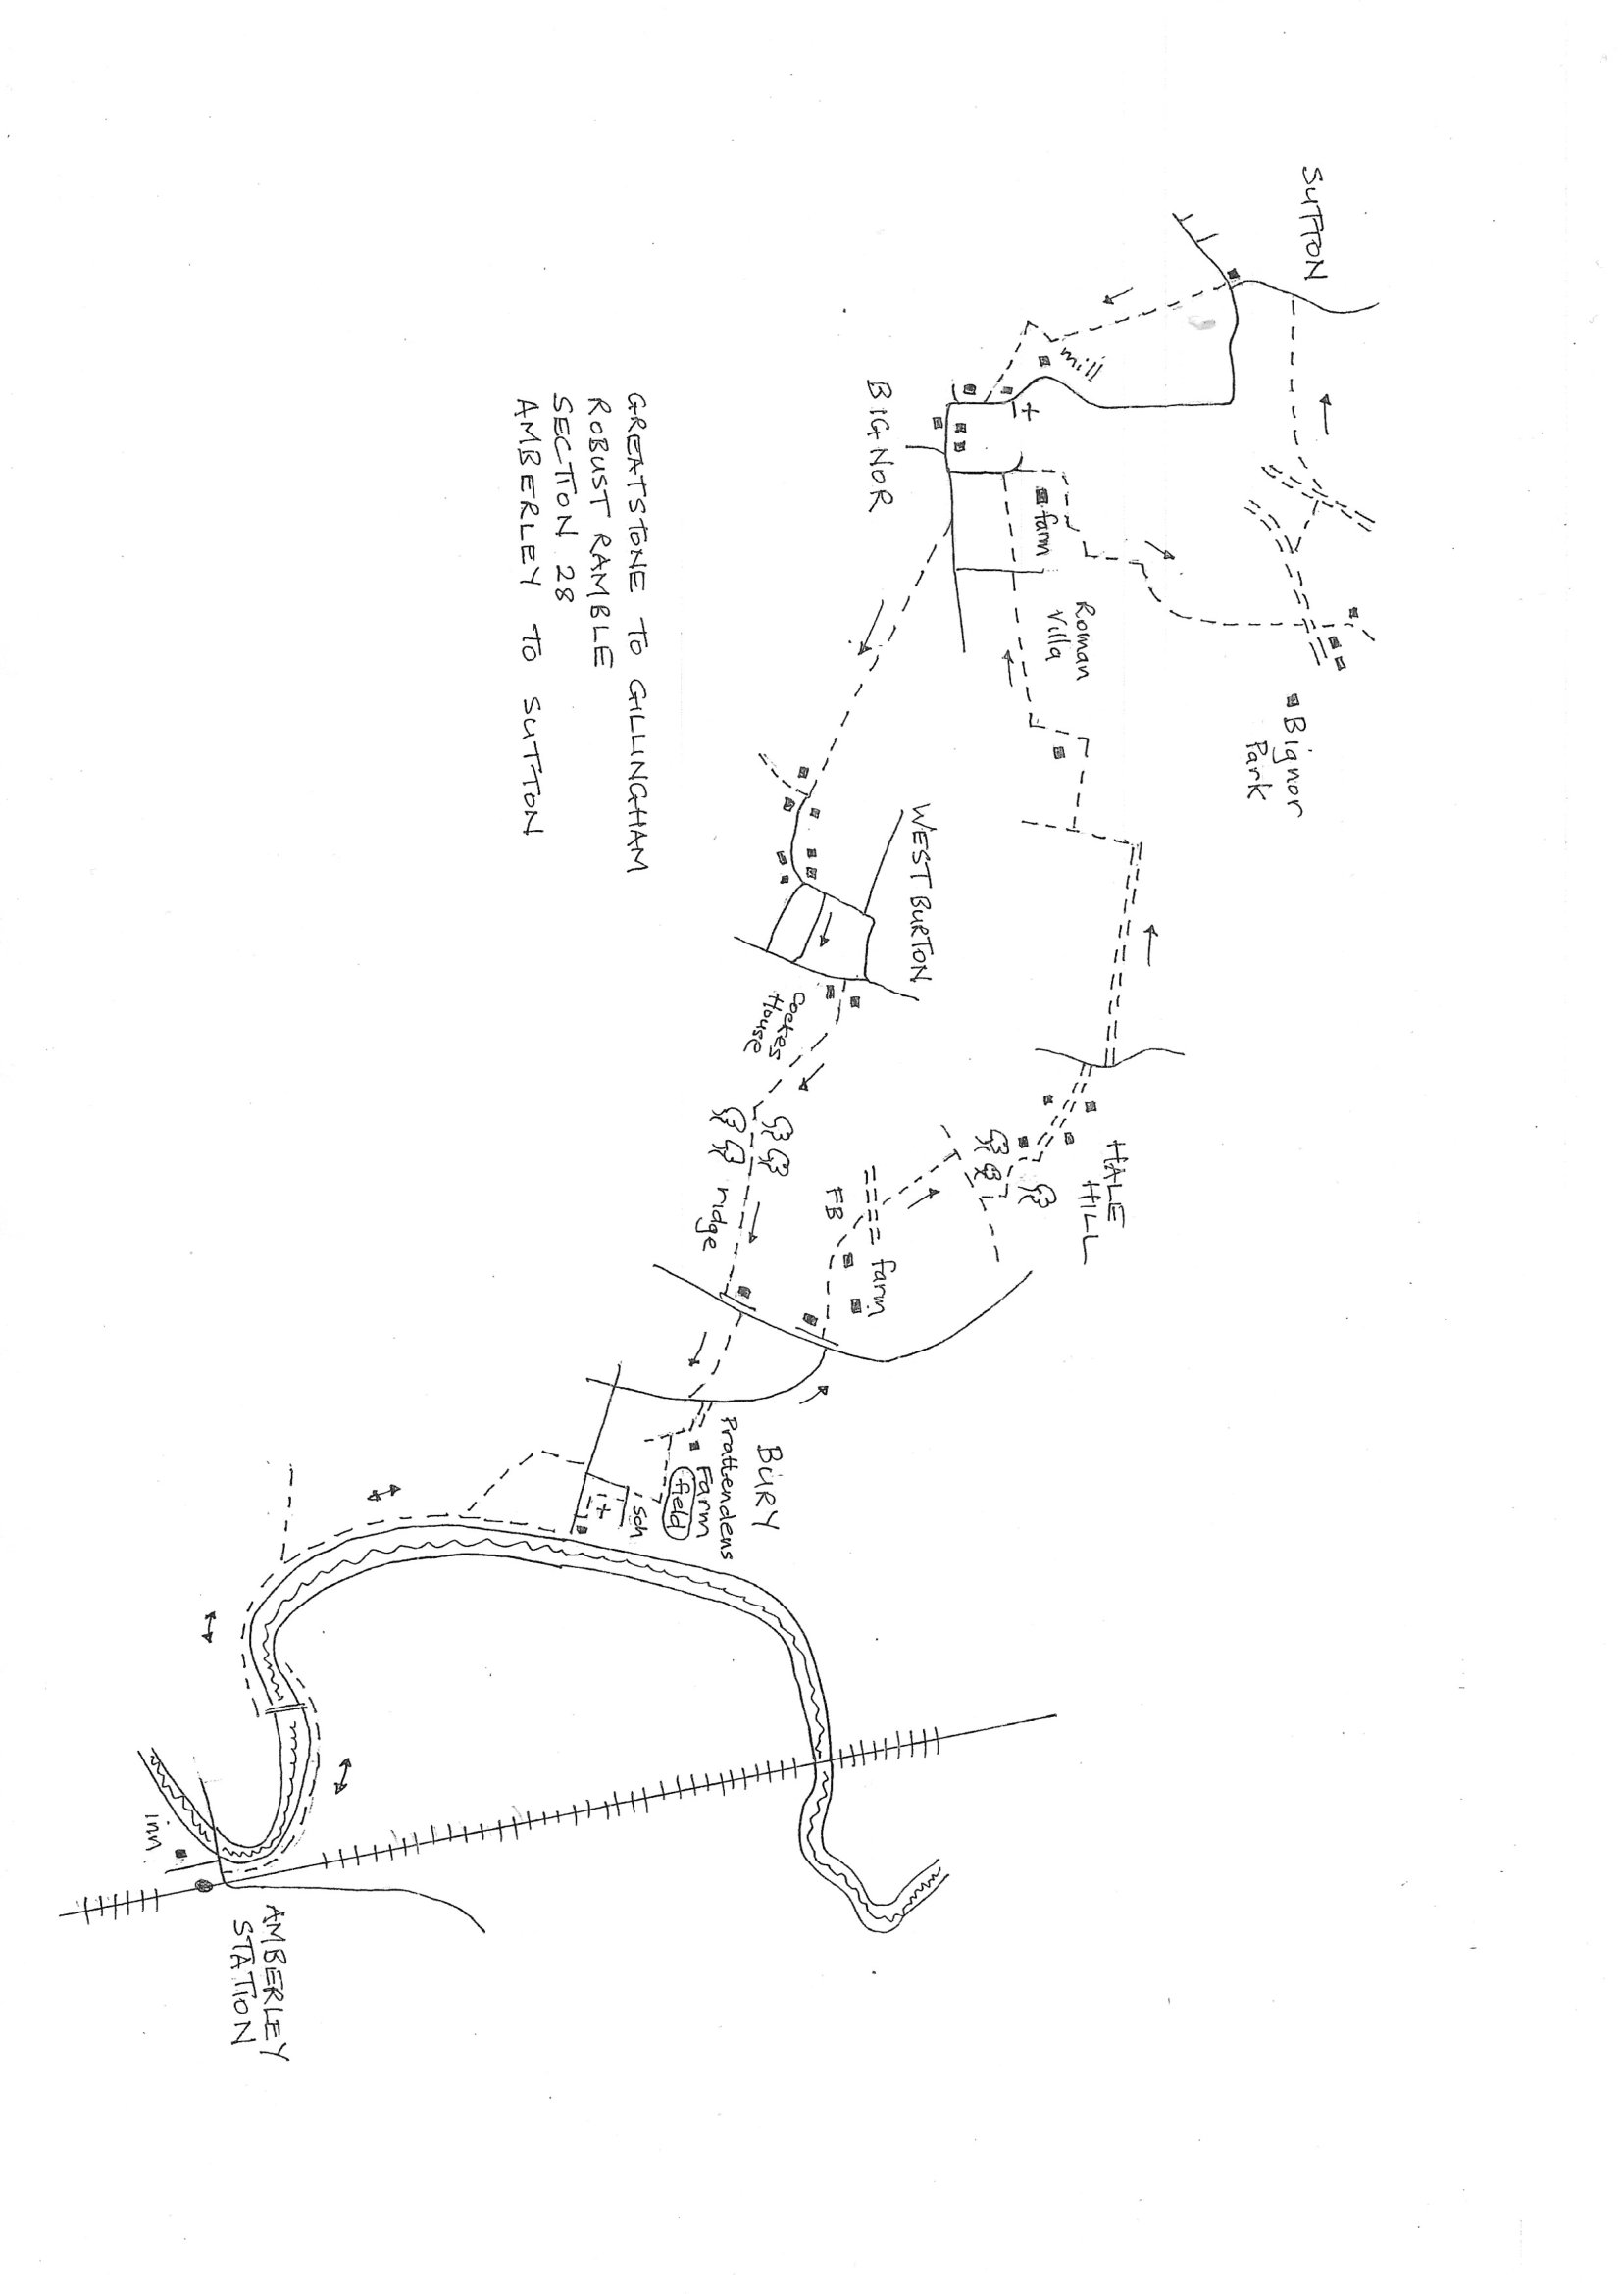 SUTTON
Bignor
Park
HALE
HILL
mill
Roman
Villa
farm
WEST BURTON
BIGNOR
farm
FB
Cockes
House
BURY
Prattendens
Farm
field
ridge
Sch
GREATSTONE TO GILLINGHAM
ROBUST RAMBLE
SECTION 28
AMBERLEY TO SUTTON
AMBERLEY
STATION
inn